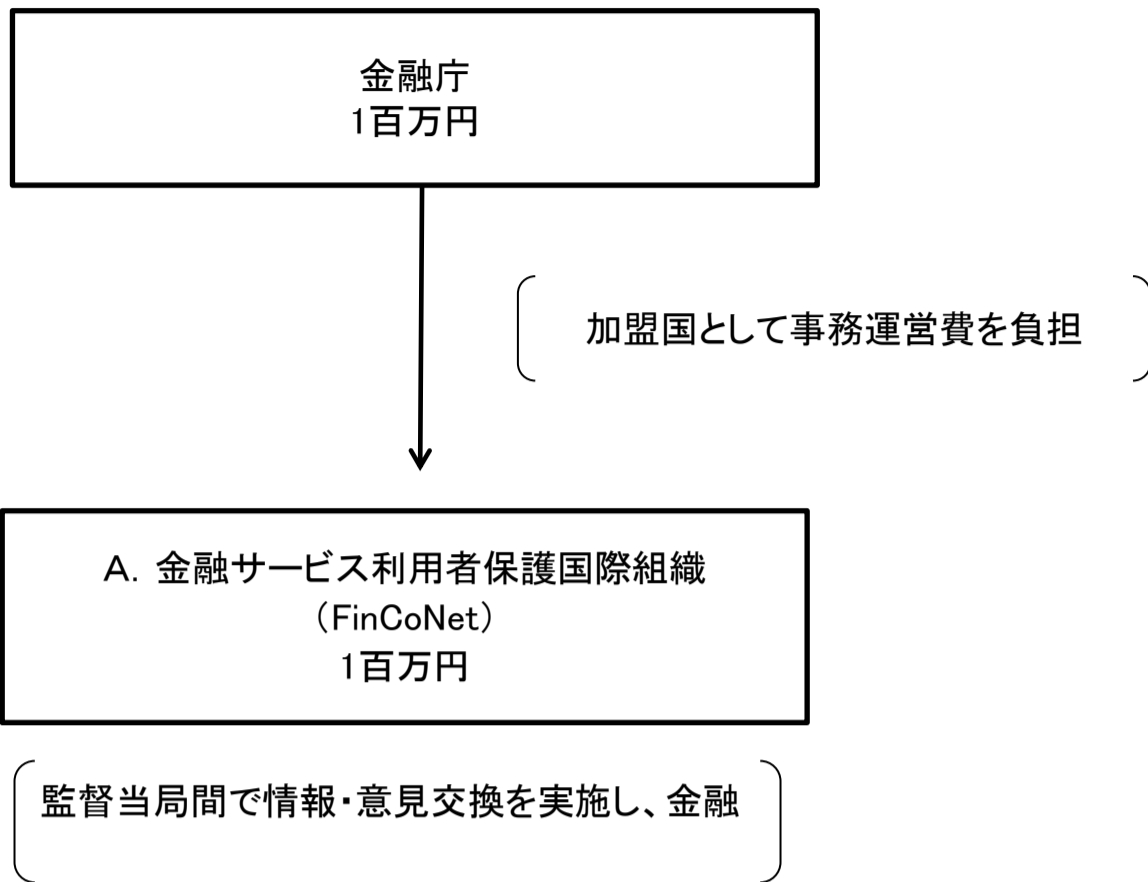 金融庁
1百万円
加盟国として事務運営費を負担
A．金融サービス利用者保護国際組織
（FinCoNet）
1百万円
監督当局間で情報・意見交換を実施し、金融